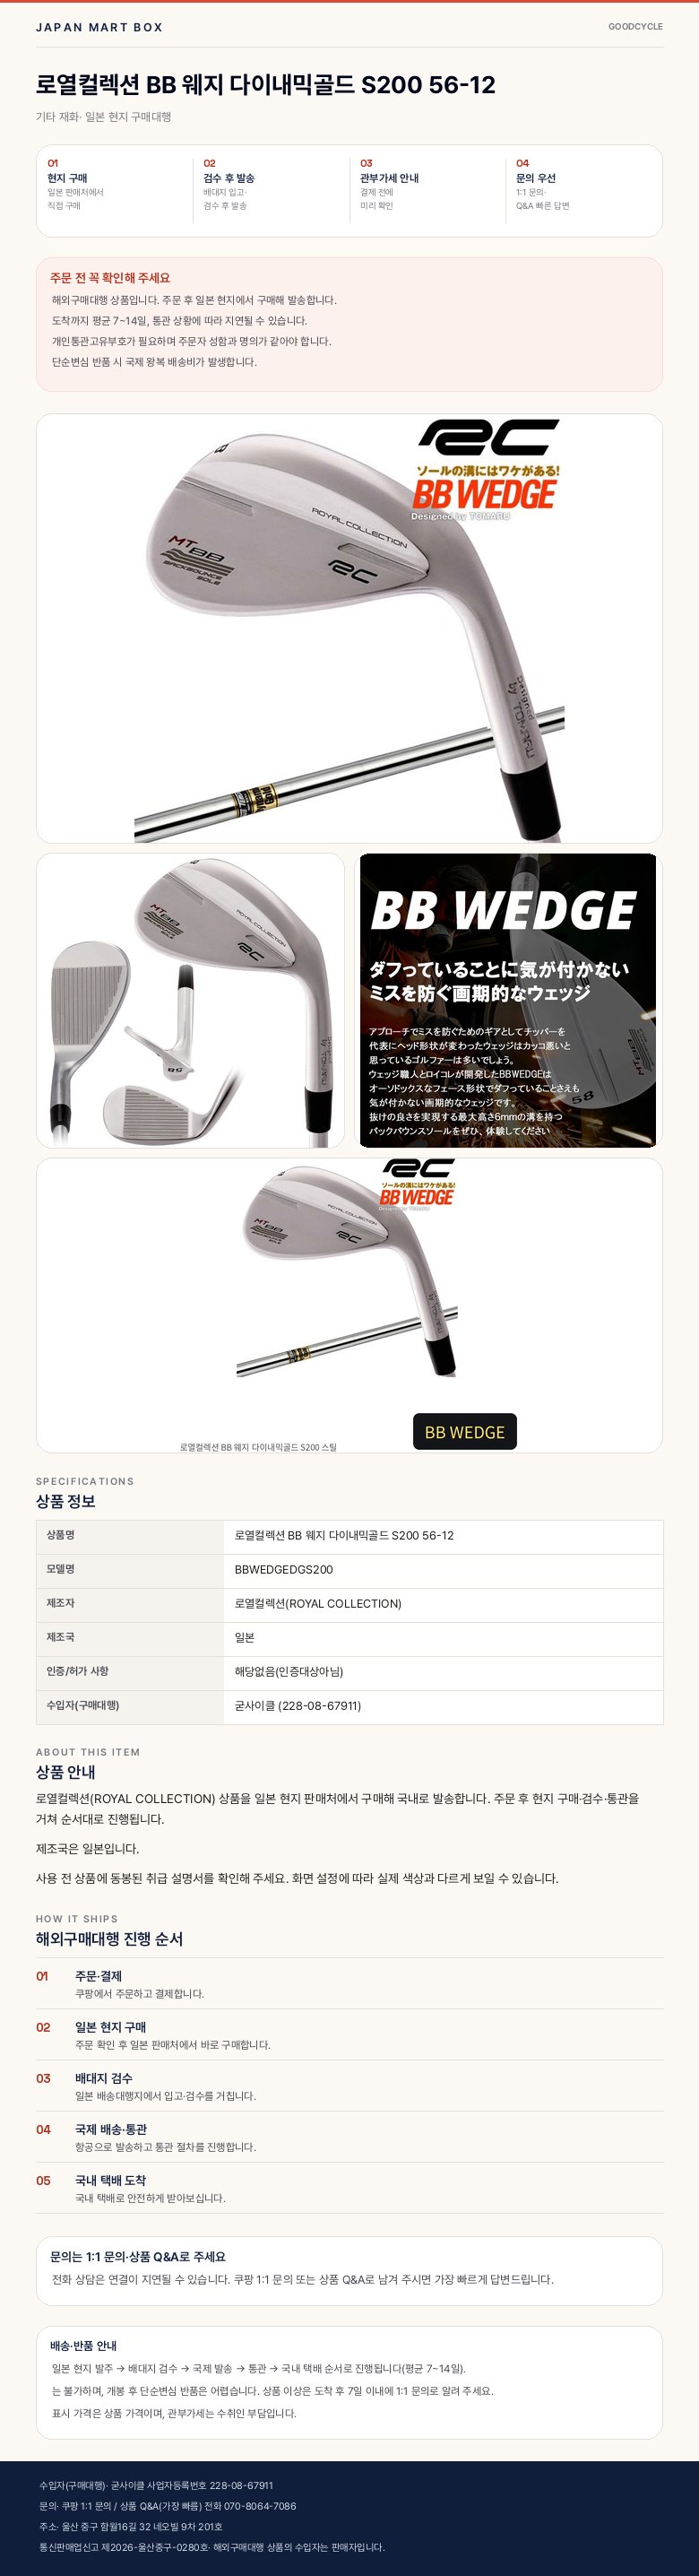 JAPAN MART BOX
GOODCYCLE
로열컬렉션 BB 웨지 다이내믹골드 S200 56-12
기타 재화· 일본 현지 구매대행
01
현지 구매
일본 판매처에서
직접 구매
02
검수 후 발송
배대지 입고·
검수 후 발송
03
관부가세 안내
결제 전에
미리 확인
04
문의 우선
1:1 문의·
Q&A 빠른 답변
주문 전 꼭 확인해 주세요
해외구매대행 상품입니다. 주문 후 일본 현지에서 구매해 발송합니다.
도착까지 평균 7~14일, 통관 상황에 따라 지연될 수 있습니다.
개인통관고유부호가 필요하며 주문자 성함과 명의가 같아야 합니다.
단순변심 반품 시 국제 왕복 배송비가 발생합니다.
RC
ソールの溝にはワケがある!
BB WEDGE
Designed by TOMARU
ROYAL COLLECTION
MT BB
BACKBOUNCE
SOLE
RC
Designed
by TOMARU
ROYAL COLLECTION
MT BB
RC
58
BB WEDGE
ダフっていることに気が付かない
ミスを防ぐ画期的なウェッジ
アプローチでミスを防ぐためのギアとしてチッパーを
代表にヘッド形状が変わったウェッジはカッコ悪いと
思っているゴルファーは多いでしょう。
ウェッジ職人とロイコレが開発したBBWEDGEは
オーソドックスなフェース形状でダフっていることさえも
気が付かない画期的なウェッジです。
抜けの良さを実現する最大高さ6mmの溝を持つ
バックバウンスソールをぜひ、体験してください
58
RC
ソールの溝にはワケがある!
BB WEDGE
Designed by TOMARU
ROYAL COLLECTION
MT BB
RC
BB WEDGE
로열컬렉션 BB 웨지 다이내믹골드 S200 스틸
SPECIFICATIONS
상품 정보
상품명 로열컬렉션 BB 웨지 다이내믹골드 S200 56-12
모델명 BBWEDGEDGS200
제조자 로열컬렉션(ROYAL COLLECTION)
제조국 일본
인증/허가 사항 해당없음(인증대상아님)
수입자(구매대행) 굳사이클 (228-08-67911)
ABOUT THIS ITEM
상품 안내
로열컬렉션(ROYAL COLLECTION) 상품을 일본 현지 판매처에서 구매해 국내로 발송합니다. 주문 후 현지 구매·검수·통관을
거쳐 순서대로 진행됩니다.
제조국은 일본입니다.
사용 전 상품에 동봉된 취급 설명서를 확인해 주세요. 화면 설정에 따라 실제 색상과 다르게 보일 수 있습니다.
HOW IT SHIPS
해외구매대행 진행 순서
01 주문·결제
쿠팡에서 주문하고 결제합니다.
02 일본 현지 구매
주문 확인 후 일본 판매처에서 바로 구매합니다.
03 배대지 검수
일본 배송대행지에서 입고·검수를 거칩니다.
04 국제 배송·통관
항공으로 발송하고 통관 절차를 진행합니다.
05 국내 택배 도착
국내 택배로 안전하게 받아보십니다.
문의는 1:1 문의·상품 Q&A로 주세요
전화 상담은 연결이 지연될 수 있습니다. 쿠팡 1:1 문의 또는 상품 Q&A로 남겨 주시면 가장 빠르게 답변드립니다.
배송·반품 안내
일본 현지 발주 → 배대지 검수 → 국제 발송 → 통관 → 국내 택배 순서로 진행됩니다(평균 7~14일).
는 불가하며, 개봉 후 단순변심 반품은 어렵습니다. 상품 이상은 도착 후 7일 이내에 1:1 문의로 알려 주세요.
표시 가격은 상품 가격이며, 관부가세는 수취인 부담입니다.
수입자(구매대행)· 굳사이클 사업자등록번호 228-08-67911
문의· 쿠팡 1:1 문의 / 상품 Q&A(가장 빠름) 전화 070-8064-7086
주소· 울산 중구 함월16길 32 네오빌 9차 201호
통신판매업신고 제2026-울산중구-0280호· 해외구매대행 상품의 수입자는 판매자입니다.